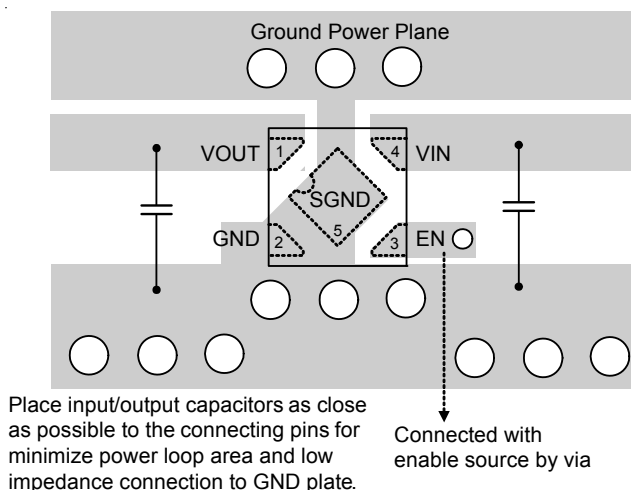 Ground Power Plane
VOUT 1 4 VIN
SGND
GND 2 5 3 EN
Place input/output capacitors as close
as possible to the connecting pins for
minimize power loop area and low
impedance connection to GND plate.
Connected with
enable source by via